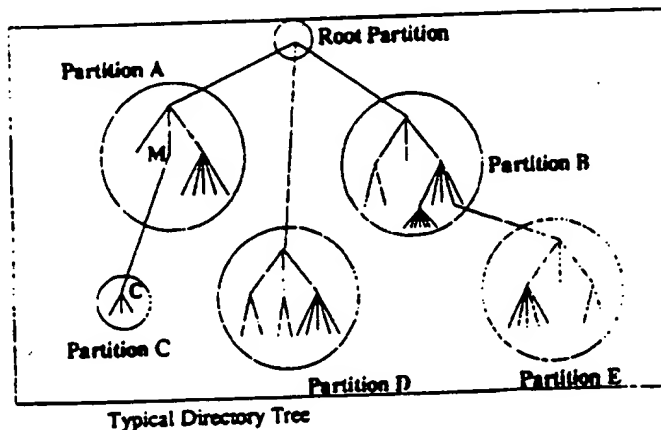 Root Partition
Partition A
M
Partition B
C
Partition C
Partition D
Partition E
Typical Directory Tree